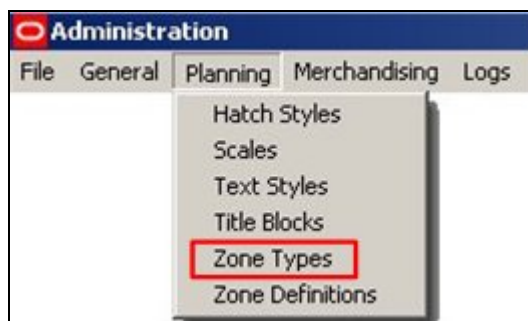 Administration
File General Planning Merchandising Logs
Hatch Styles
Scales
Text Styles
Title Blocks
Zone Types
Zone Definitions